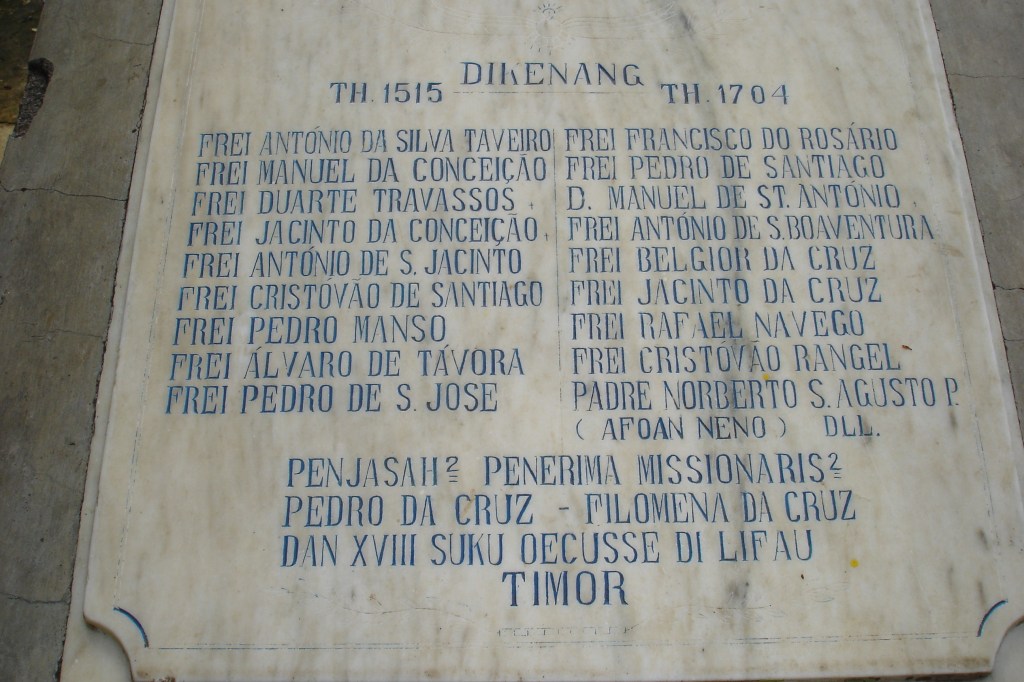 DIKENANG
TH. 1515 TH. 1704
FREI ANTÓNIO DA SILVA TAVEIRO
FREI MANUEL DA CONCEIÇÃO
FREI DUARTE TRAVASSOS
FREI JACINTO DA CONCEIÇÃO
FREI ANTÓNIO DE S. JACINTO
FREI CRISTÓVÃO DE SANTIAGO
FREI PEDRO MANSO
FREI ÁLVARO DE TÁVORA
FREI PEDRO DE S. JOSE
FREI FRANCISCO DO ROSÁRIO
FREI PEDRO DE SANTIAGO
D. MANUEL DE ST. ANTÓNIO
FREI ANTÓNIO DE S. BOAVENTURA
FREI BELGIOR DA CRUZ
FREI JACINTO DA CRUZ
FREI RAFAEL NAVEGO
FREI CRISTÓVÃO RANGEL
PADRE NORBERTO S. AGUSTO P.
( AFOAN NENO ) DLL.
PENJASAH² PENERIMA MISSIONARIS²
PEDRO DA CRUZ - FILOMENA DA CRUZ
DAN XVIII SUKU OECUSSE DI LIFAU
TIMOR